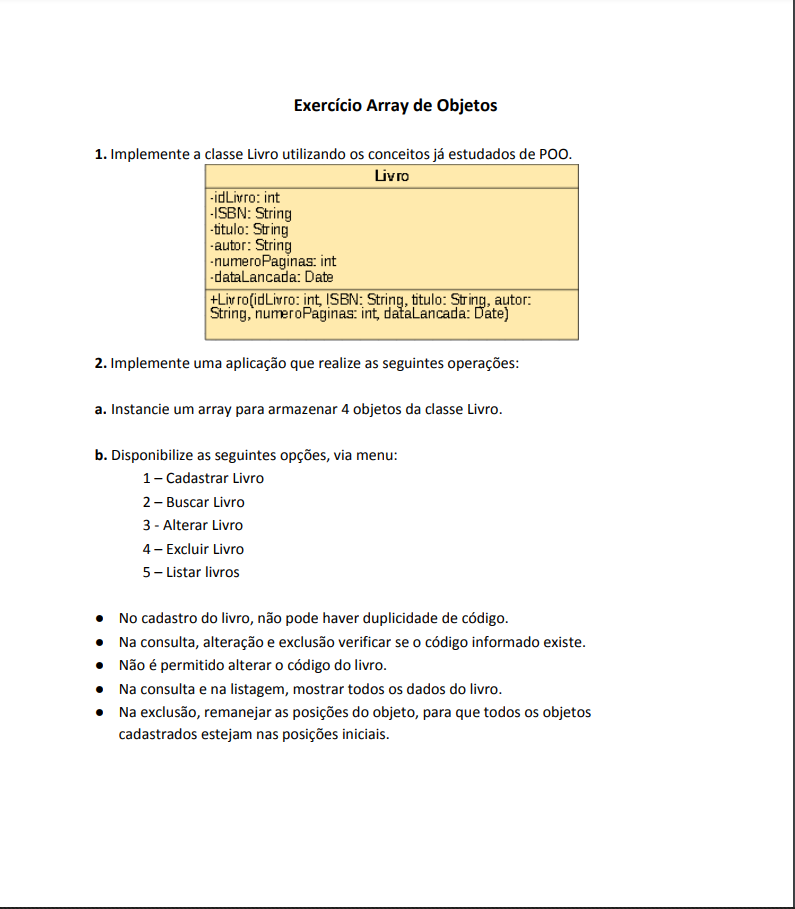 Exercício Array de Objetos
1. Implemente a classe Livro utilizando os conceitos já estudados de POO.
Livro
-idLivro: int
-ISBN: String
-titulo: String
-autor: String
-numeroPaginas: int
-dataLancada: Date
+Livro(idLivro: int, ISBN: String, titulo: String, autor:
String, numeroPaginas: int, dataLancada: Date)
2. Implemente uma aplicação que realize as seguintes operações:
a. Instancie um array para armazenar 4 objetos da classe Livro.
b. Disponibilize as seguintes opções, via menu:
1 – Cadastrar Livro
2 – Buscar Livro
3 - Alterar Livro
4 – Excluir Livro
5 – Listar livros
● No cadastro do livro, não pode haver duplicidade de código.
● Na consulta, alteração e exclusão verificar se o código informado existe.
● Não é permitido alterar o código do livro.
● Na consulta e na listagem, mostrar todos os dados do livro.
● Na exclusão, remanejar as posições do objeto, para que todos os objetos
cadastrados estejam nas posições iniciais.